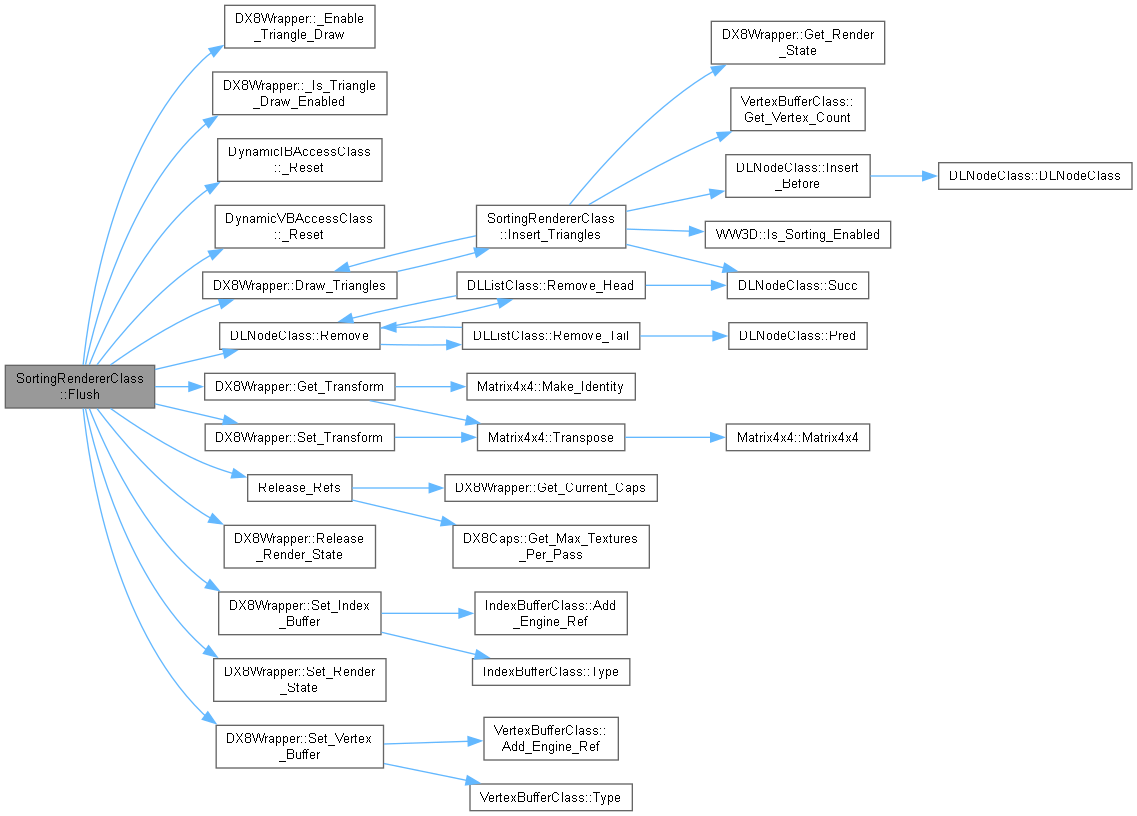 SortingRendererClass
::Flush
DX8Wrapper::_Enable
_Triangle_Draw
DX8Wrapper::_Is_Triangle
_Draw_Enabled
DynamicIBAccessClass
::_Reset
DynamicVBAccessClass
::_Reset
DX8Wrapper::Draw_Triangles
DLNodeClass::Remove
DX8Wrapper::Get_Transform
DX8Wrapper::Set_Transform
Release_Refs
DX8Wrapper::Release
_Render_State
DX8Wrapper::Set_Index
_Buffer
DX8Wrapper::Set_Render
_State
DX8Wrapper::Set_Vertex
_Buffer
SortingRendererClass
::Insert_Triangles
DLListClass::Remove_Head
DLListClass::Remove_Tail
Matrix4x4::Make_Identity
Matrix4x4::Transpose
DX8Wrapper::Get_Current_Caps
DX8Caps::Get_Max_Textures
_Per_Pass
IndexBufferClass::Add
_Engine_Ref
IndexBufferClass::Type
VertexBufferClass::
Add_Engine_Ref
VertexBufferClass::Type
DX8Wrapper::Get_Render
_State
VertexBufferClass::
Get_Vertex_Count
DLNodeClass::Insert
_Before
WW3D::Is_Sorting_Enabled
DLNodeClass::Succ
DLNodeClass::Pred
Matrix4x4::Matrix4x4
DLNodeClass::DLNodeClass